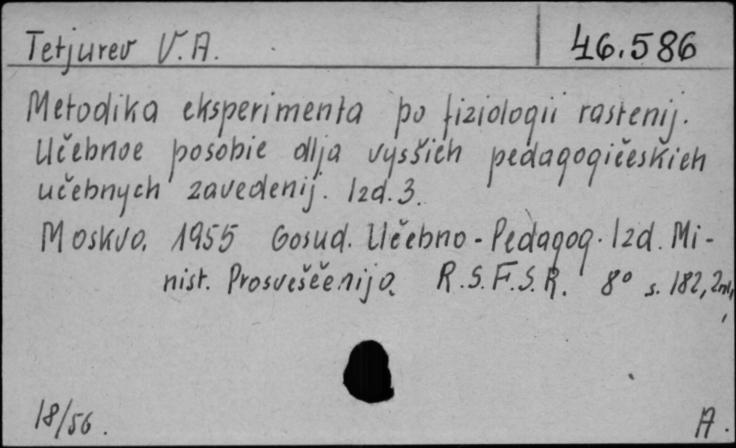 Tetjurev V. A. 46.586
Metodika eksperimenta po fiziologii rastenij.
Učebnoe posobie dlja vysšich pedagogičeskich
učebnych zavedenij. Izd. 3.
Moskva. 1955 Gosud. Učebno-Pedagog. Izd. Mi-
nist. Prosveščenija. R.S.F.S.R. 8° s. 182,
18/56. A.